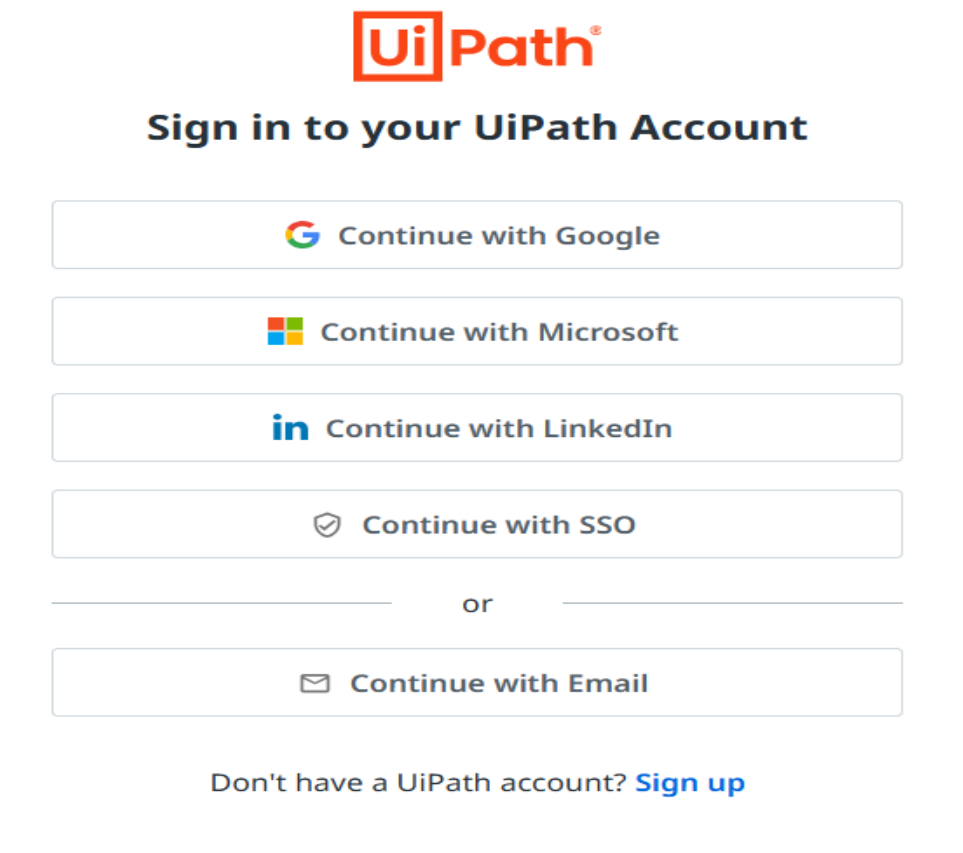 UiPath®
Sign in to your UiPath Account
Continue with Google
Continue with Microsoft
in Continue with LinkedIn
Continue with SSO
or
Continue with Email
Don't have a UiPath account? Sign up